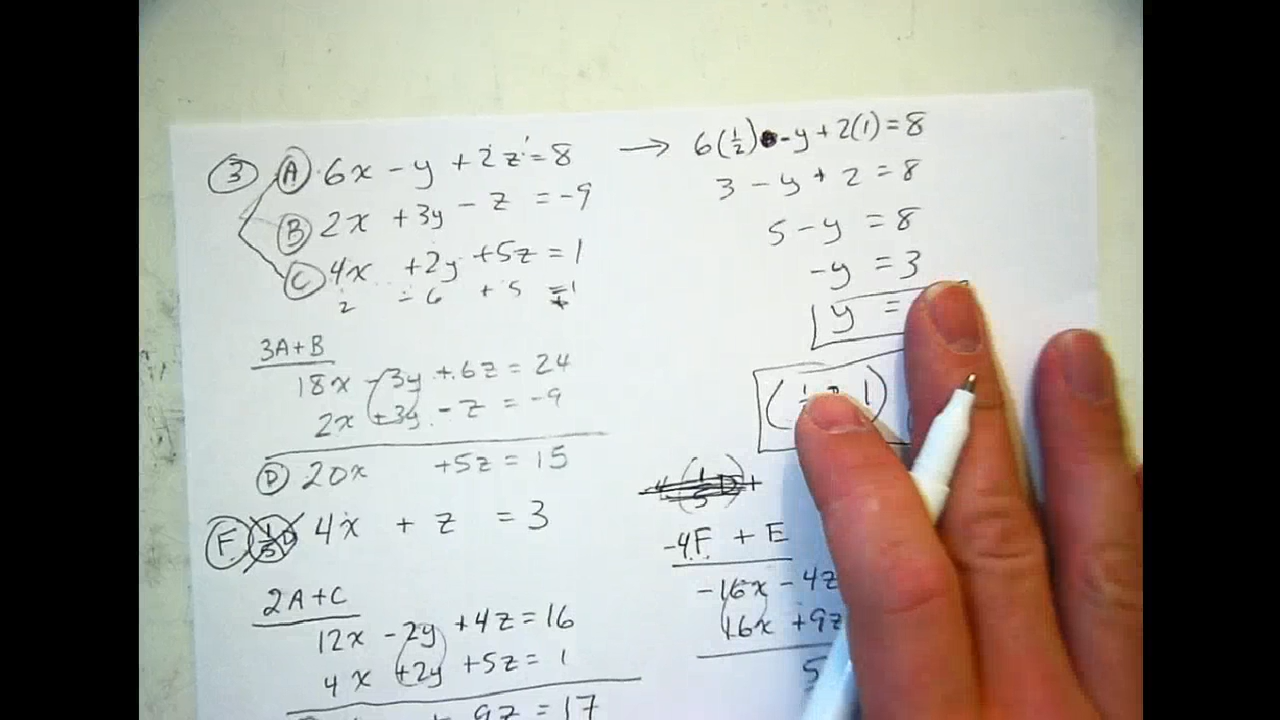 3 A 6x - y + 2z = 8
B 2x + 3y - z = -9
C 4x + 2y + 5z = 1
2 - 6 + 5 = 1
3A + B
18x - 3y + 6z = 24
2x + 3y - z = -9
D 20x + 5z = 15
F 4x + z = 3
2A + C
12x - 2y + 4z = 16
4x + 2y + 5z = 1
9z = 17
→ 6(1/2) - y + 2(1) = 8
3 - y + 2 = 8
5 - y = 8
-y = 3
y =
-4F + E
-16x - 4z
16x + 9z
5